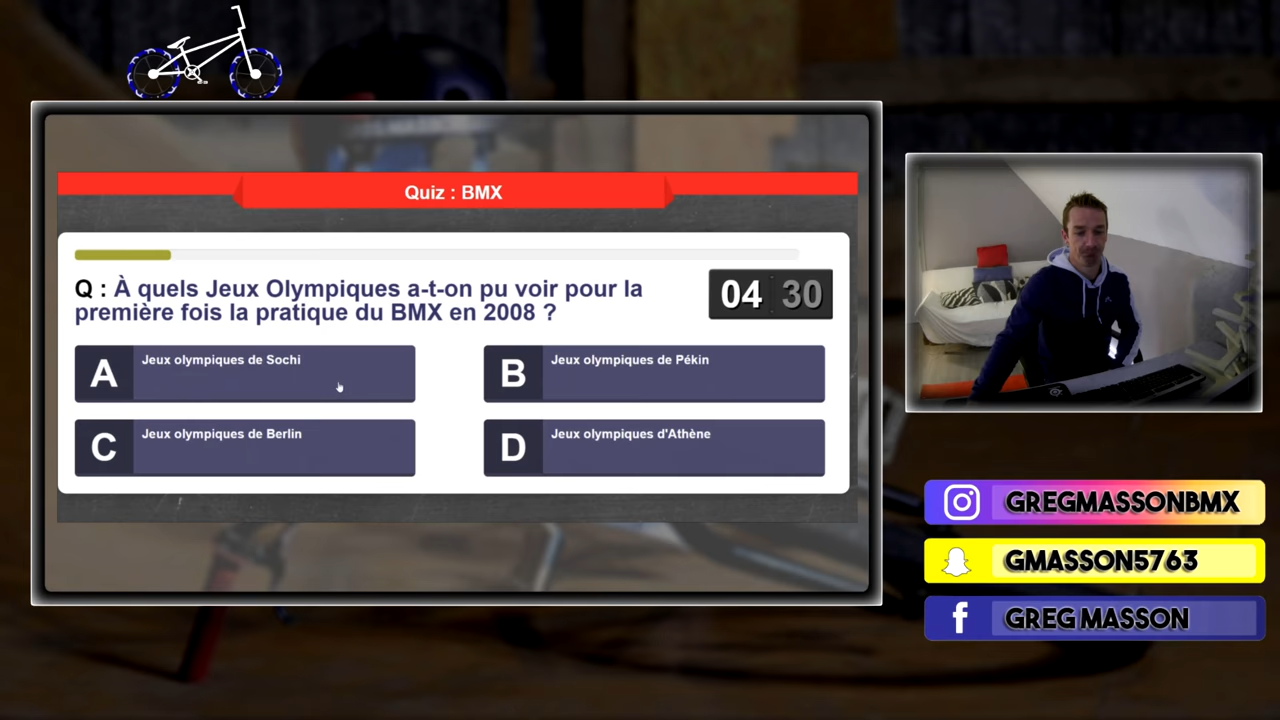 Quiz : BMX
Q : À quels Jeux Olympiques a-t-on pu voir pour la
première fois la pratique du BMX en 2008 ?
04 30
A Jeux olympiques de Sochi
B Jeux olympiques de Pékin
C Jeux olympiques de Berlin
D Jeux olympiques d'Athène
GREGMASSONBMX
GMASSON5763
f GREG MASSON